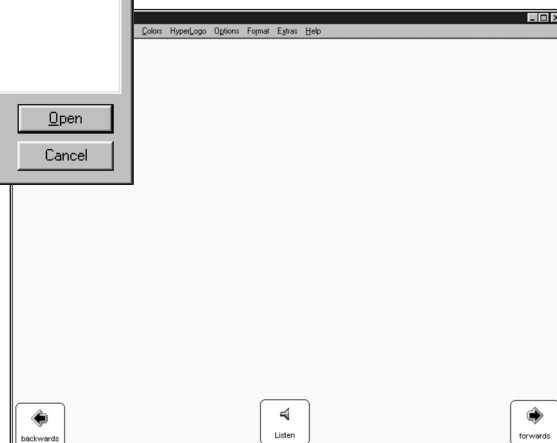 Colors HyperLogo Options Format Extras Help
Open
Cancel
backwards Listen forwards